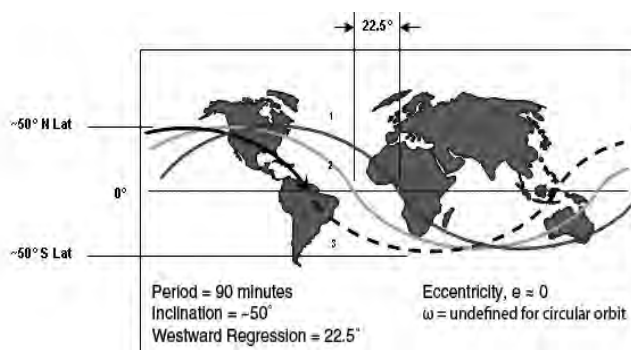 22.5°
~50° N Lat
1
2
0°
3
~50° S Lat
Period = 90 minutes
Inclination = ~50°
Westward Regression = 22.5°
Eccentricity, e ≈ 0
ω = undefined for circular orbit